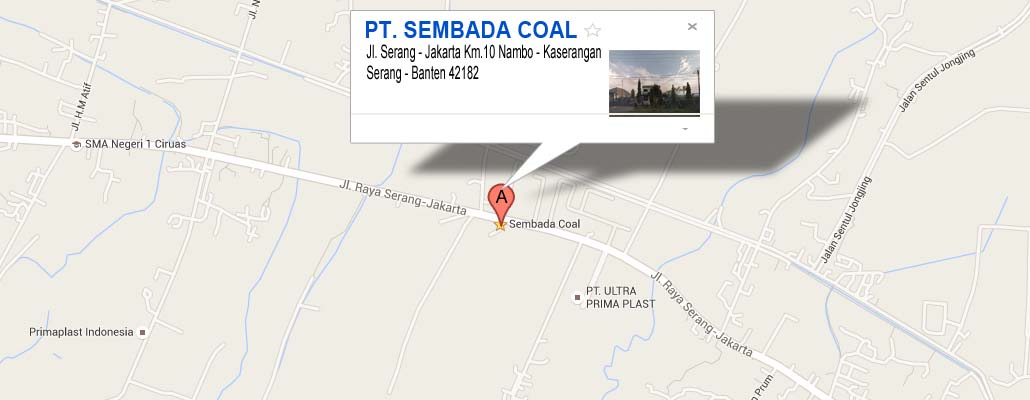 PT. SEMBADA COAL
Jl. Serang - Jakarta Km.10 Nambo - Kaserangan
Serang - Banten 42182
Jl. H.M Atif
Jl. N
SMA Negeri 1 Ciruas
Jl. Raya Serang-Jakarta
A
Sembada Coal
Jalan Sentul Jongjing
Jalan Sentul Jongjing
PT. ULTRA
PRIMA PLAST
Jl. Raya Serang-Jakarta
Primaplast Indonesia
n Prum